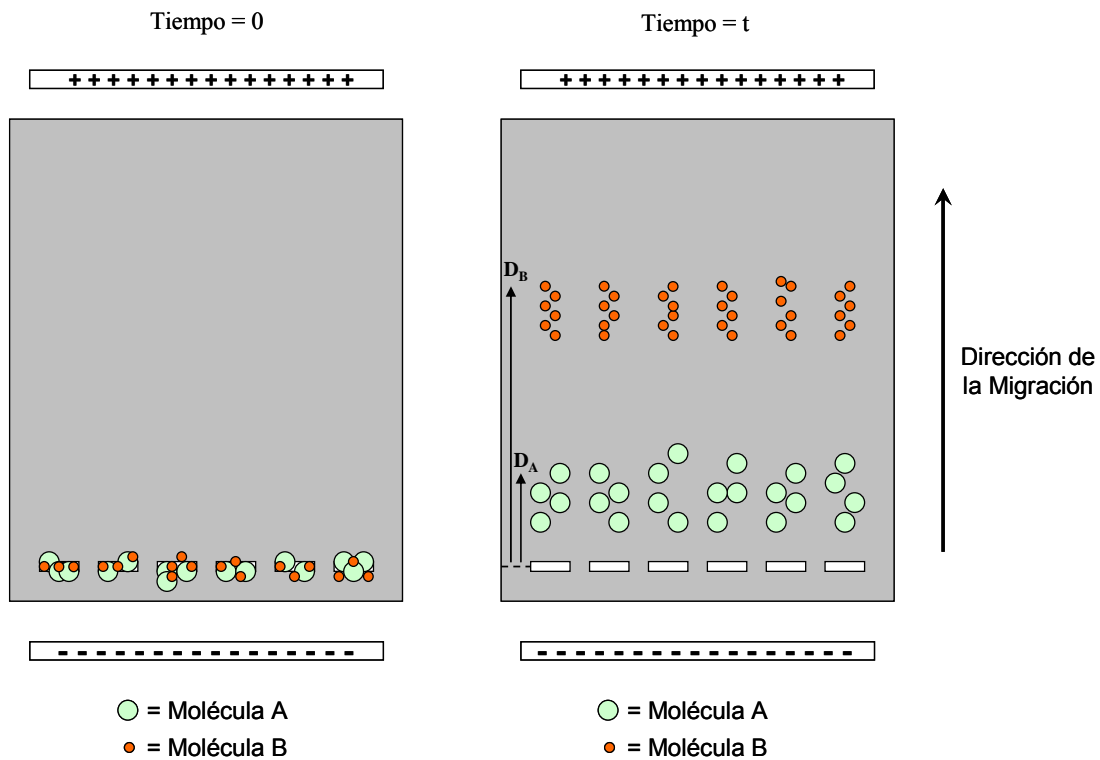 Tiempo = 0
Tiempo = t
+ + + + + + + + + + + + + + +
+ + + + + + + + + + + + + + +
D_B
D_A
Dirección de
la Migración
- - - - - - - - - - - - - - - -
- - - - - - - - - - - - - - - - -
= Molécula A
= Molécula B
= Molécula A
= Molécula B